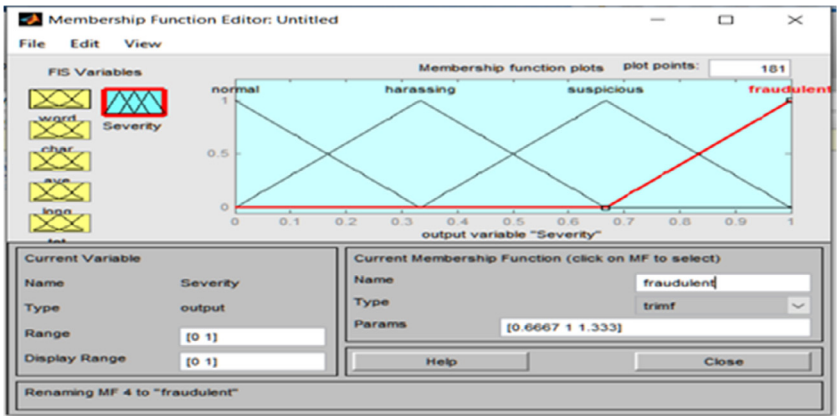 Membership Function Editor: Untitled
File Edit View
FIS Variables
Membership function plots plot points: 181
word
char
ave
long
Severity
normal harassing suspicious fraudulent
1
0.5
0
0 0.1 0.2 0.3 0.4 0.5 0.6 0.7 0.8 0.9 1
output variable "Severity"
Current Variable
Name Severity
Type output
Range [0 1]
Display Range [0 1]
Current Membership Function (click on MF to select)
Name fraudulent
Type trimf
Params [0.6667 1 1.333]
Help Close
Renaming MF 4 to "fraudulent"